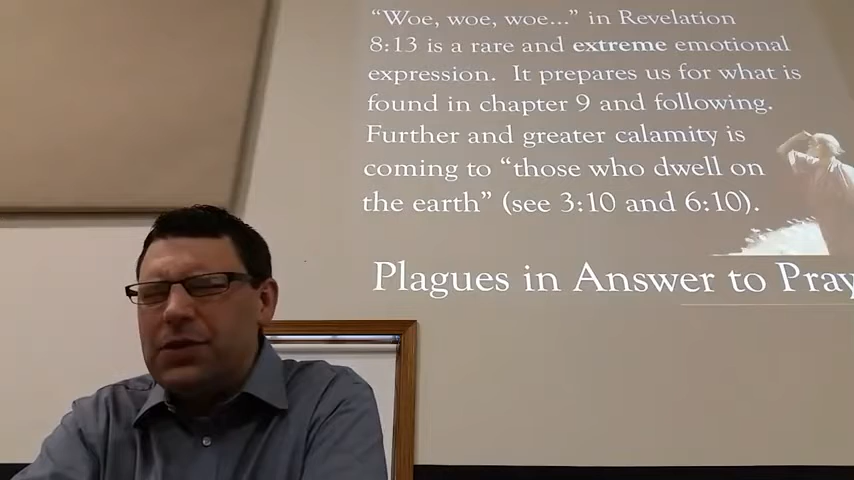 “Woe, woe, woe...” in Revelation
8:13 is a rare and extreme emotional
expression. It prepares us for what is
found in chapter 9 and following.
Further and greater calamity is
coming to “those who dwell on
the earth” (see 3:10 and 6:10).
Plagues in Answer to Pray